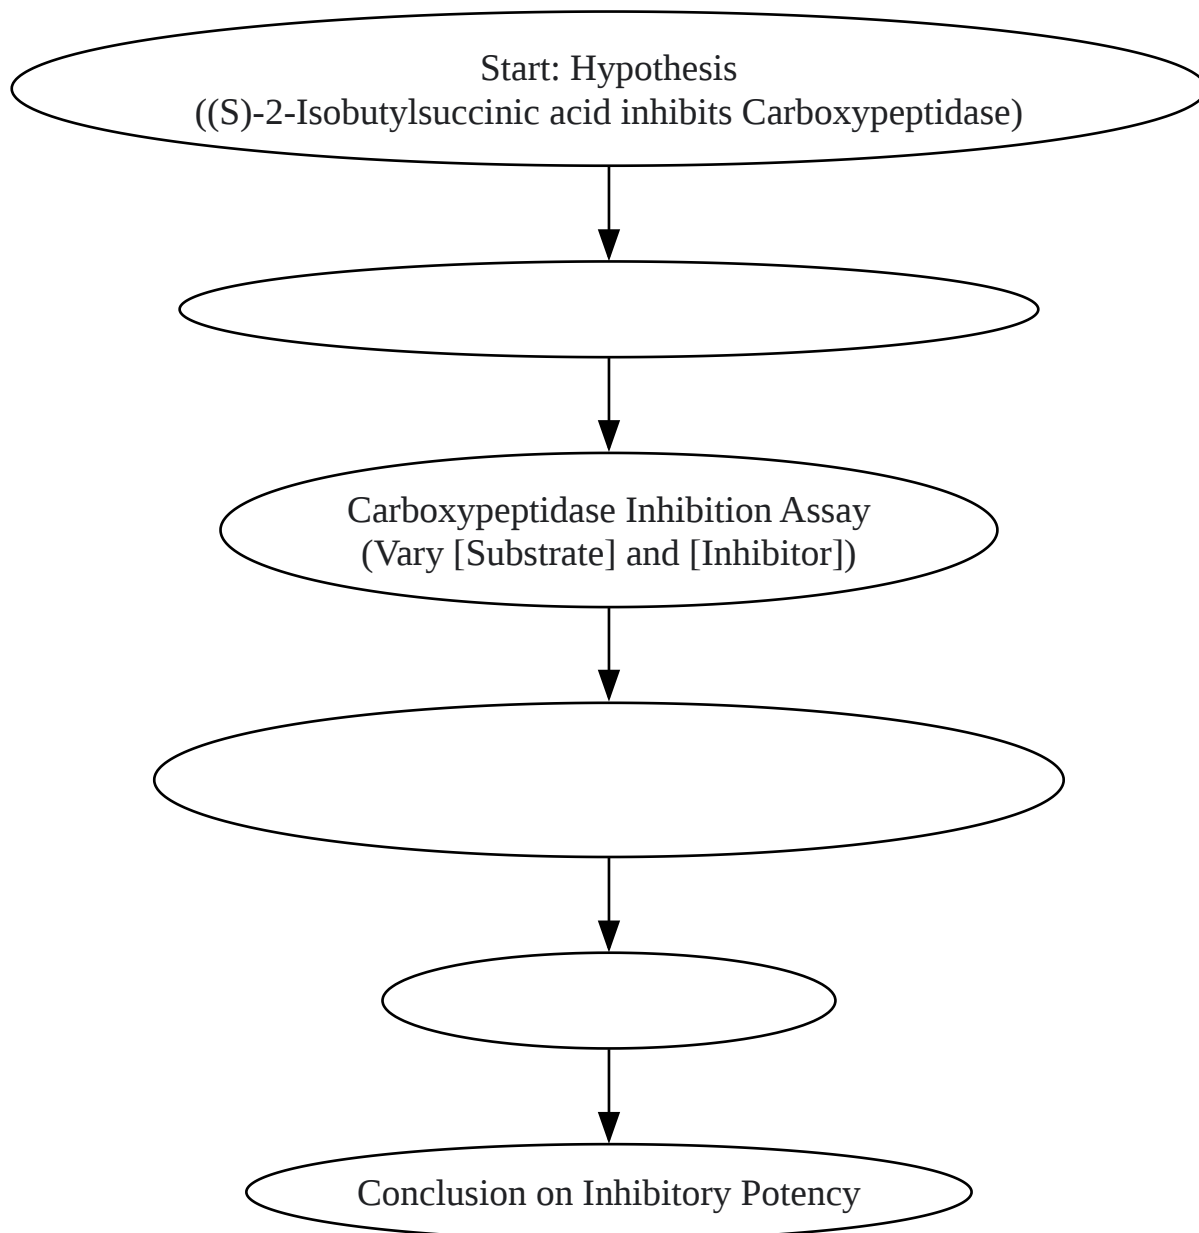 Start: Hypothesis
((S)-2-Isobutylsuccinic acid inhibits Carboxypeptidase)
Carboxypeptidase Inhibition Assay
(Vary [Substrate] and [Inhibitor])
Conclusion on Inhibitory Potency